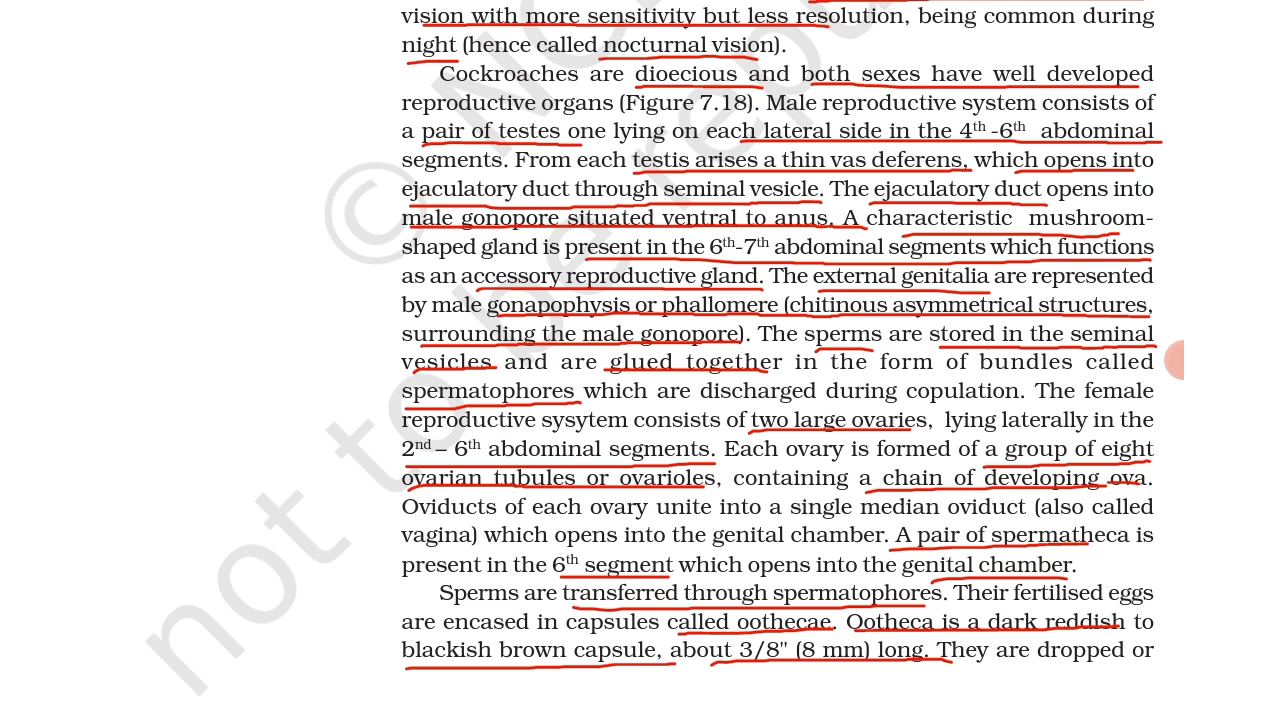 vision with more sensitivity but less resolution, being common during
night (hence called nocturnal vision).
Cockroaches are dioecious and both sexes have well developed
reproductive organs (Figure 7.18). Male reproductive system consists of
a pair of testes one lying on each lateral side in the 4th -6th abdominal
segments. From each testis arises a thin vas deferens, which opens into
ejaculatory duct through seminal vesicle. The ejaculatory duct opens into
male gonopore situated ventral to anus. A characteristic mushroom-
shaped gland is present in the 6th-7th abdominal segments which functions
as an accessory reproductive gland. The external genitalia are represented
by male gonapophysis or phallomere (chitinous asymmetrical structures,
surrounding the male gonopore). The sperms are stored in the seminal
vesicles and are glued together in the form of bundles called
spermatophores which are discharged during copulation. The female
reproductive sysytem consists of two large ovaries, lying laterally in the
2nd – 6th abdominal segments. Each ovary is formed of a group of eight
ovarian tubules or ovarioles, containing a chain of developing ova.
Oviducts of each ovary unite into a single median oviduct (also called
vagina) which opens into the genital chamber. A pair of spermatheca is
present in the 6th segment which opens into the genital chamber.
Sperms are transferred through spermatophores. Their fertilised eggs
are encased in capsules called oothecae. Ootheca is a dark reddish to
blackish brown capsule, about 3/8" (8 mm) long. They are dropped or
© NC
not to be rep